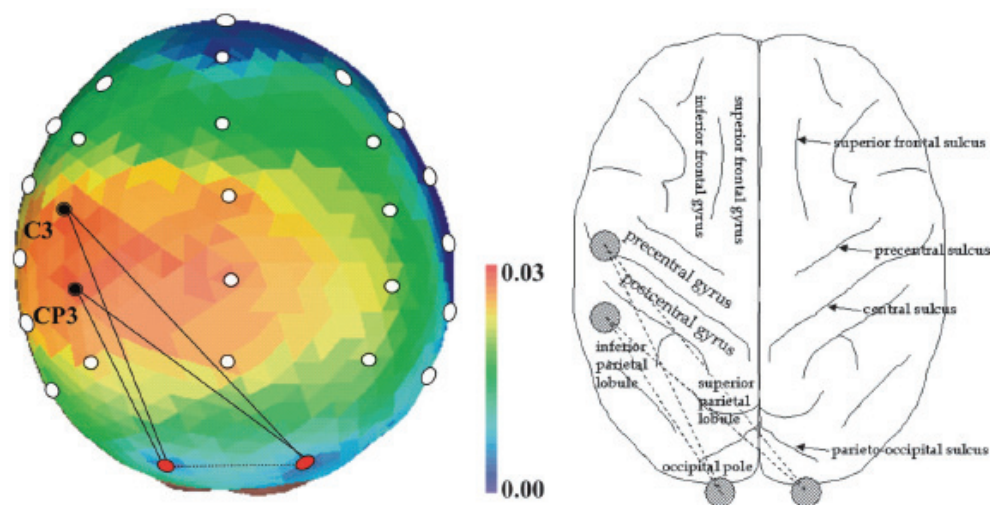 C3
CP3
0.03
0.00
inferior frontal gyrus
superior frontal gyrus
superior frontal sulcus
precentral gyrus
precentral sulcus
postcentral gyrus
central sulcus
inferior
parietal
lobule
superior
parietal
lobule
parieto-occipital sulcus
occipital pole